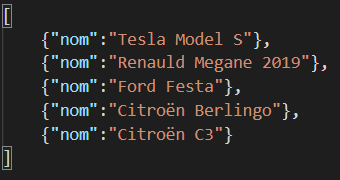 [
{"nom":"Tesla Model S"},
{"nom":"Renauld Megane 2019"},
{"nom":"Ford Festa"},
{"nom":"Citroën Berlingo"},
{"nom":"Citroën C3"}
]